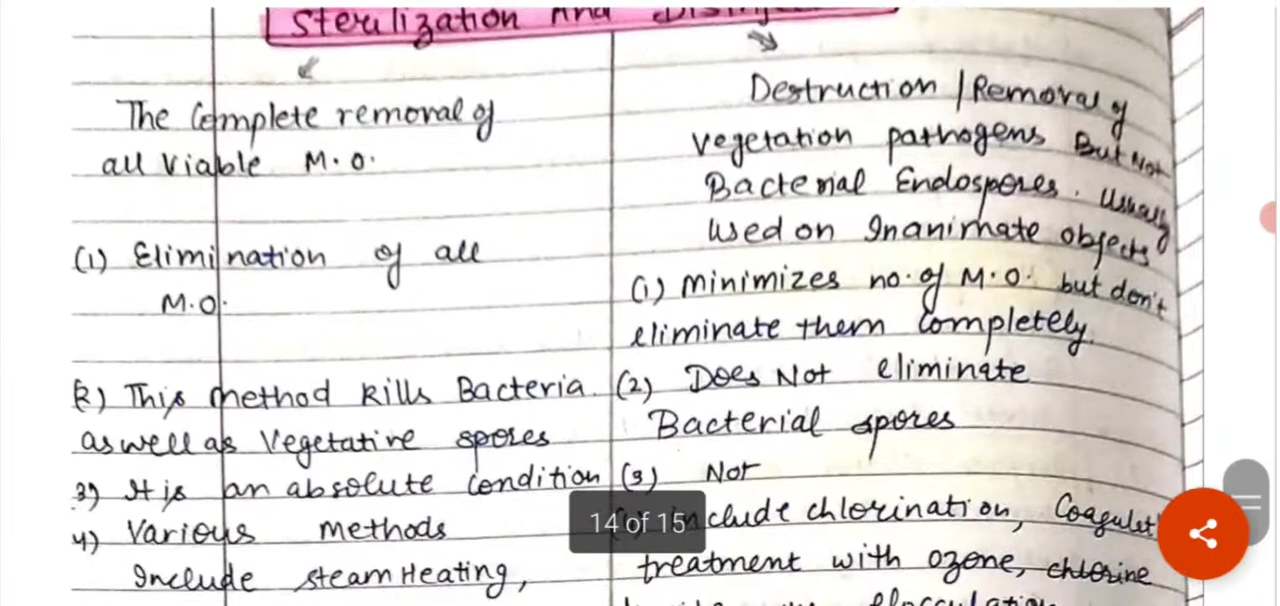 Sterilization And
The Complete removal of
all viable M.O.
(1) Elimination of all
M.O.
(2) This method kills Bacteria
as well as Vegetative spores
3) It is an absolute Condition
4) Various methods
Include steam Heating,
Destruction / Removal of
vegetation pathogens But Not
Bacterial Endospores. Usually
Used on Inanimate objects
(1) minimizes no. of M.O. but don't
eliminate them Completely.
(2) Does Not eliminate
Bacterial spores
(3) Not
include chlorination,
treatment with ozone, chlorine
14 of 15